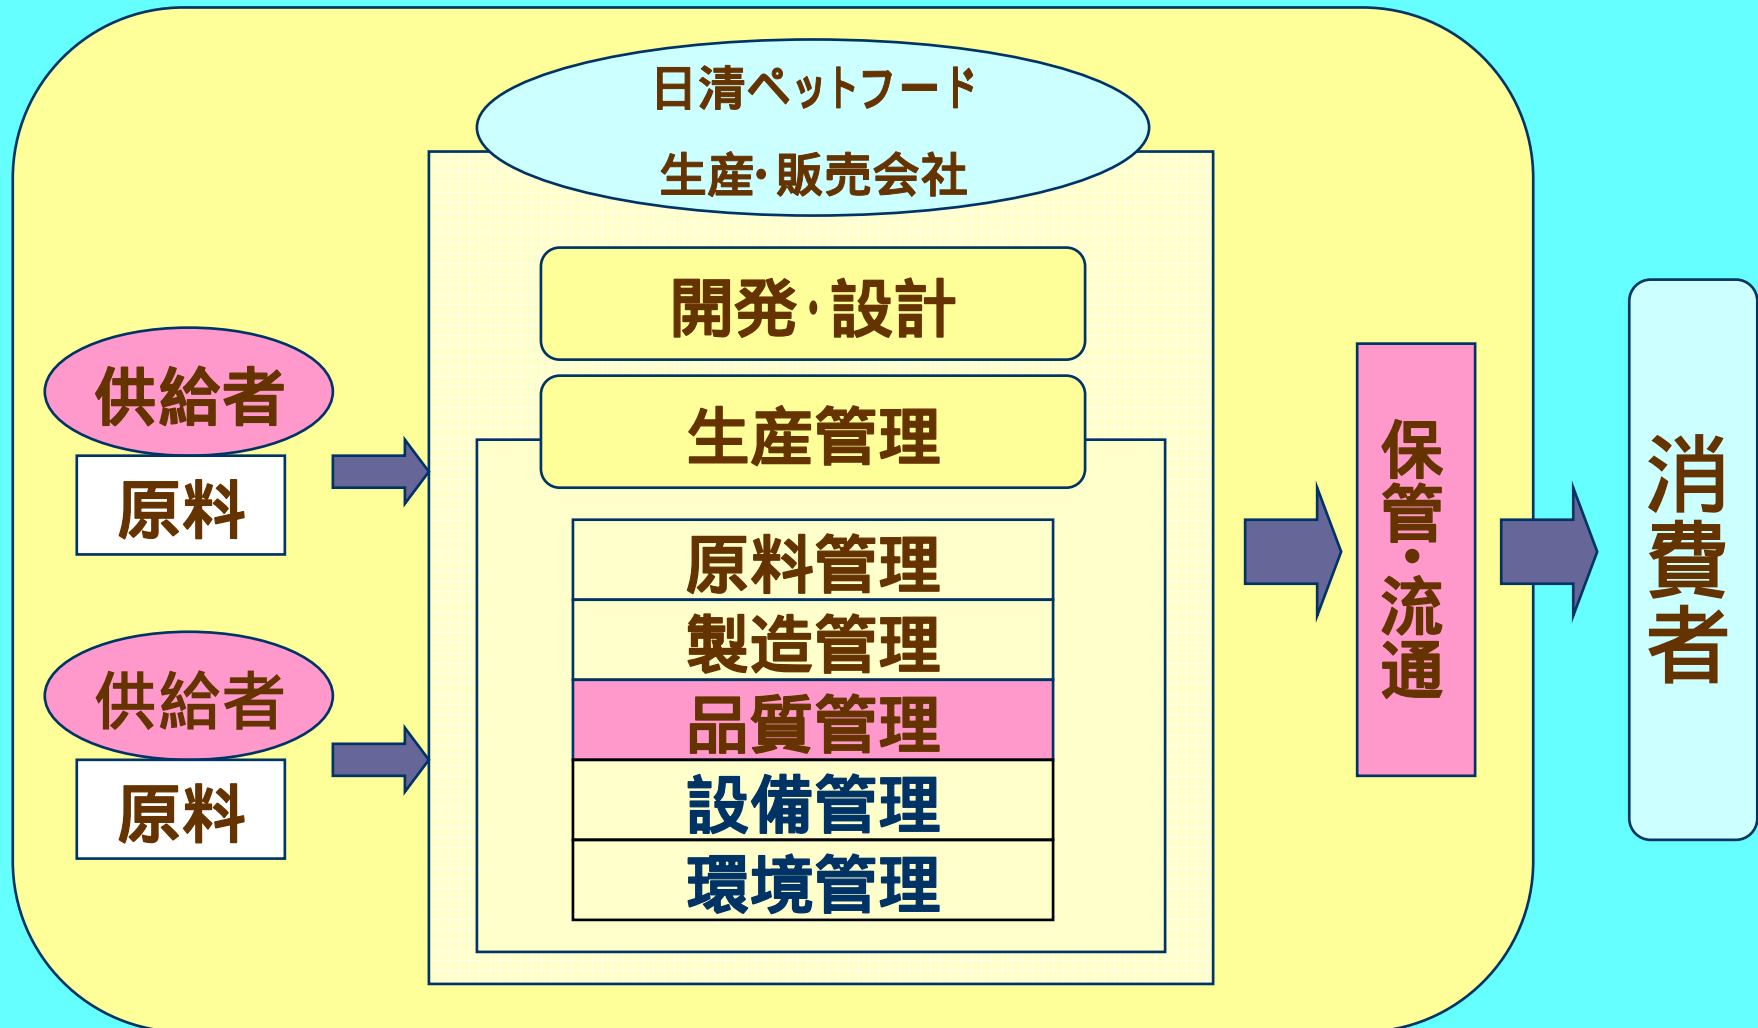 日清ペットフード
生産・販売会社
開発・設計
生産管理
供給者
原料
供給者
原料
原料管理
製造管理
品質管理
設備管理
環境管理
保管・流通
消費者